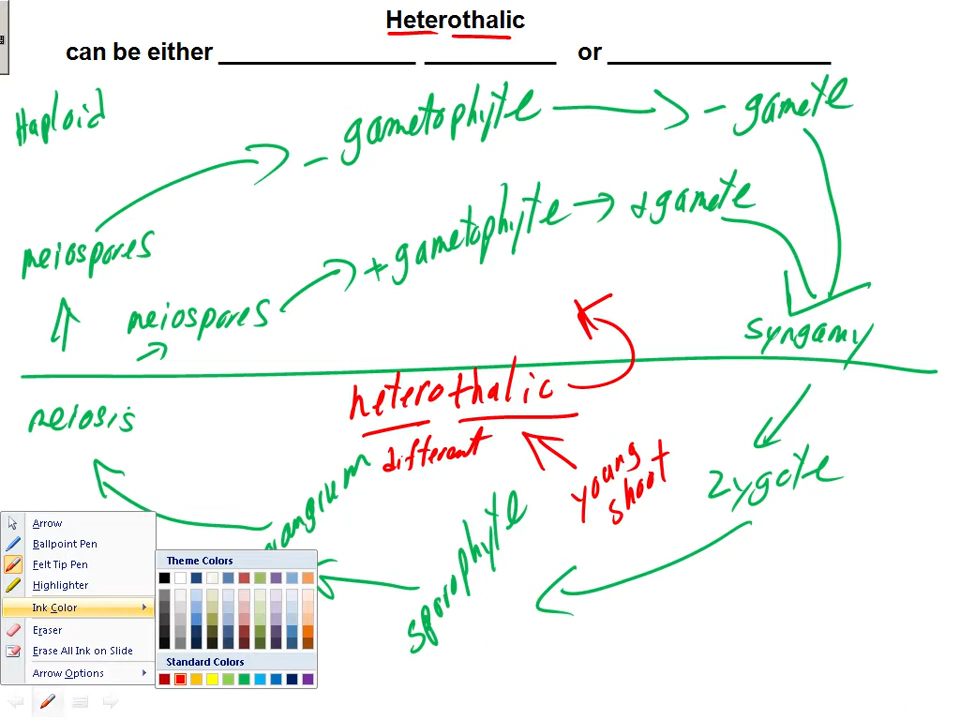 Heterothalic
can be either ______________ _________ or ________________
Haploid
- gametophyte → - gamete
meiospores
meiospores → + gametophyte → + gamete
syngamy
heterothalic
meiosis
different
young
shoot
zygote
sporophyte
Arrow
Ballpoint Pen
Felt Tip Pen
Highlighter
Ink Color
Eraser
Erase All Ink on Slide
Arrow Options
Theme Colors
Standard Colors